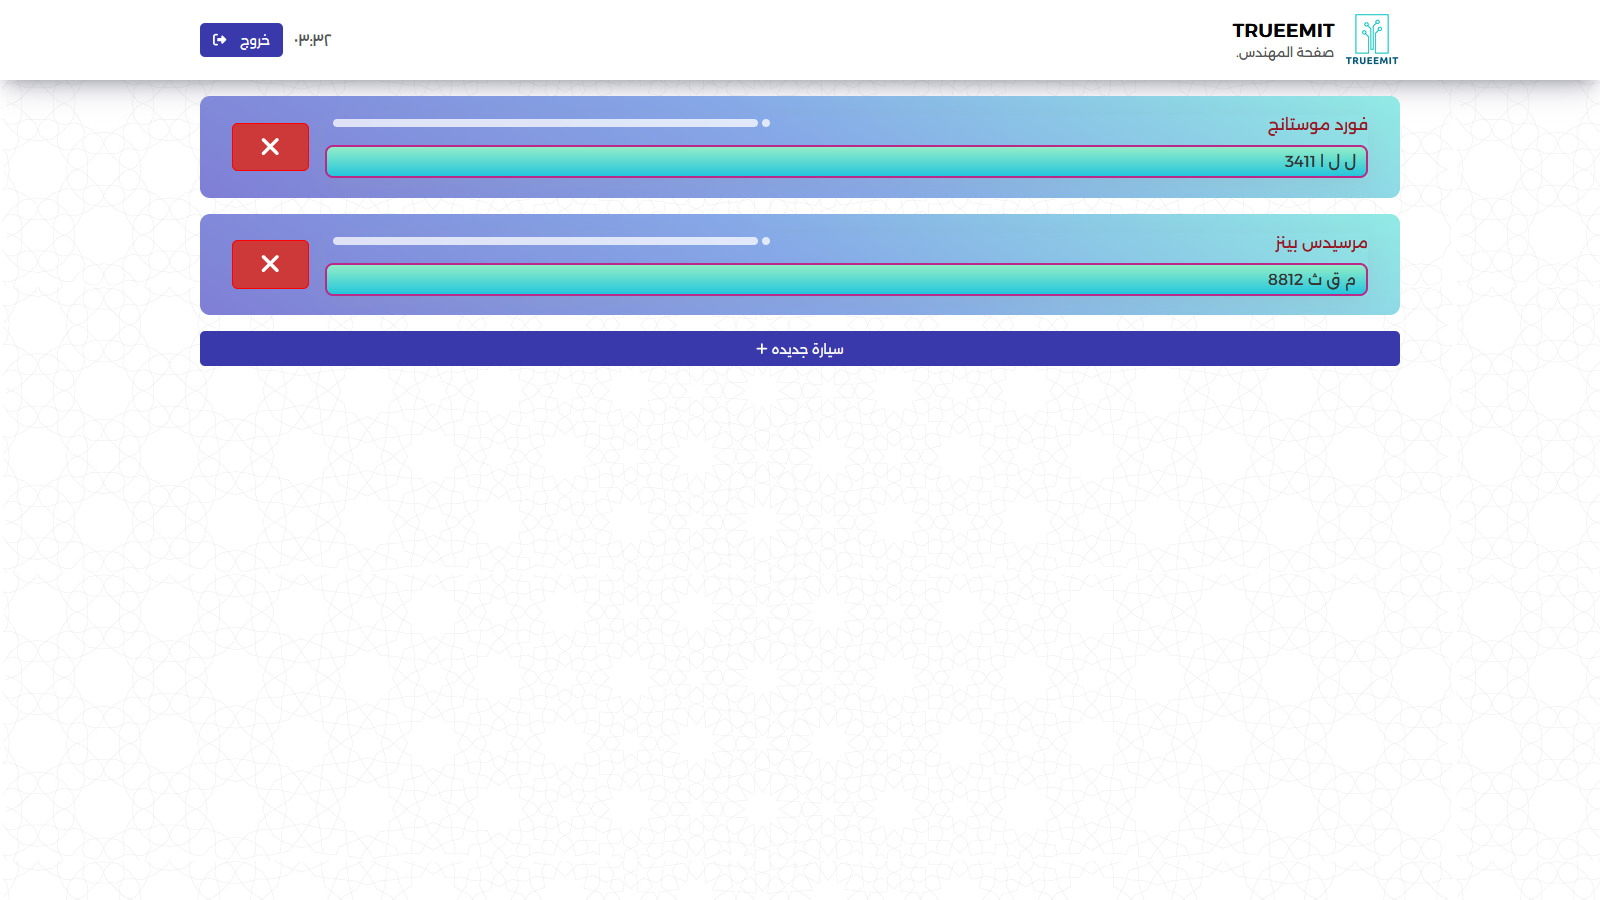 TRUEEMIT
TRUEEMIT
صفحة المهندس.
٠٣:٣٢
خروج
فورد موستانج
ل ل ا 3411
مرسيدس بينز
م ق ث 8812
سيارة جديده +